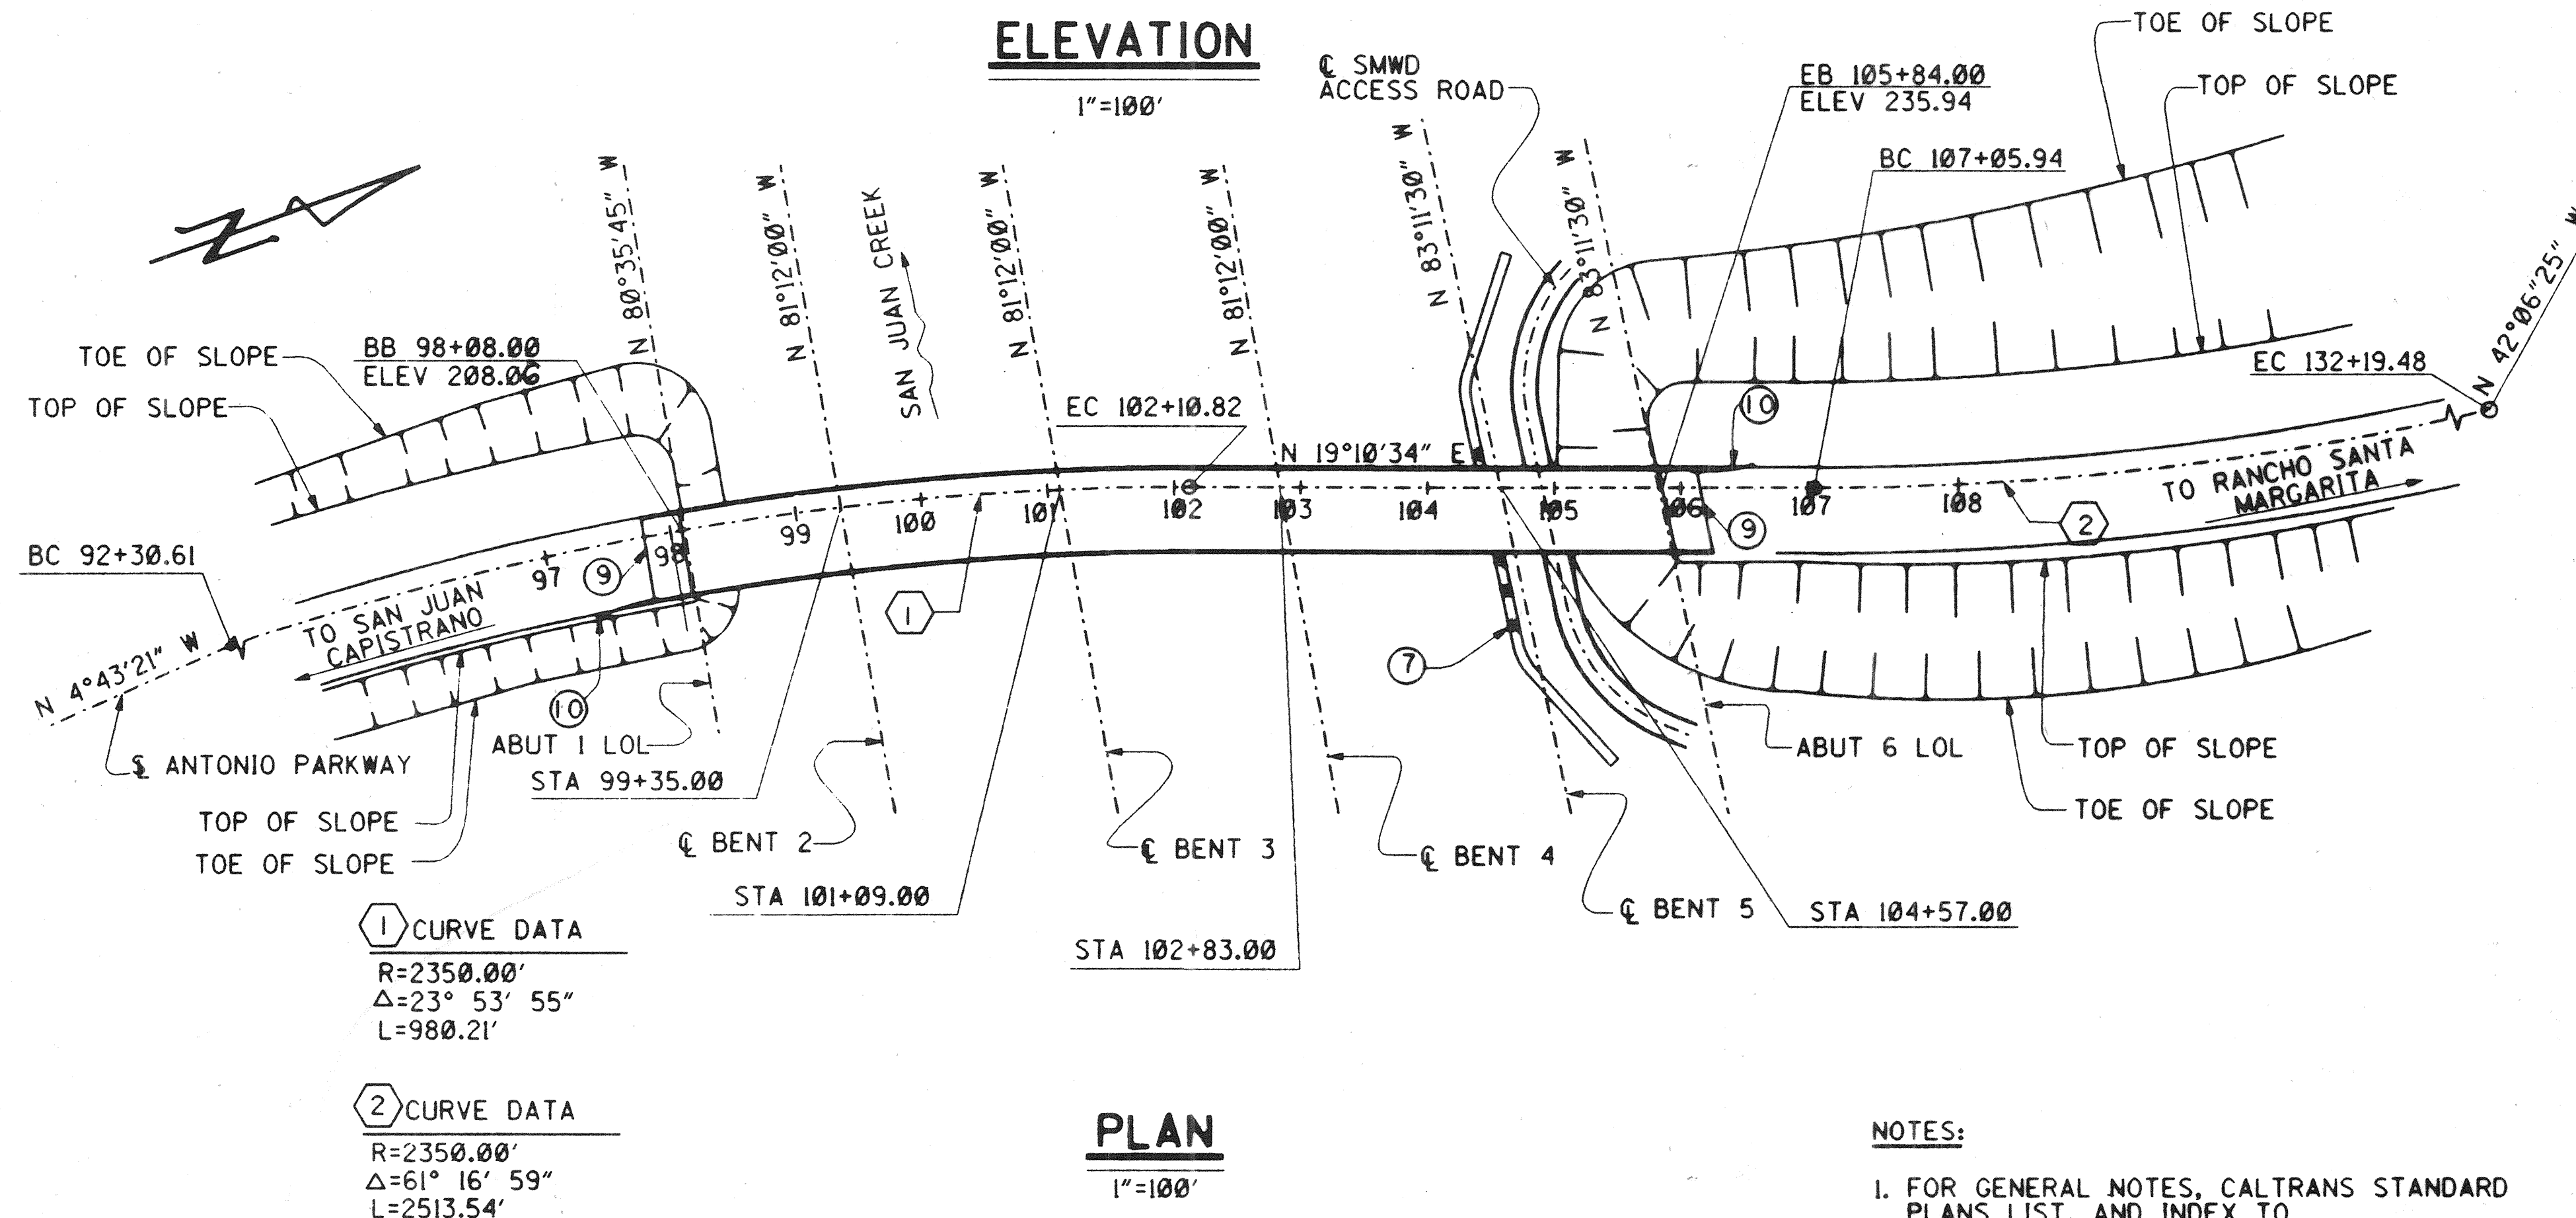 ELEVATION
1"=100'
℄ SMWD
ACCESS ROAD
EB 105+84.00
ELEV 235.94
BC 107+05.94
TOE OF SLOPE
TOP OF SLOPE
N 80°35'45" W
N 81°12'00" W
SAN JUAN CREEK
N 81°12'00" W
N 81°12'00" W
N 83°11'30" W
N 83°11'30" W
N 42°06"25" W
TOE OF SLOPE
TOP OF SLOPE
BB 98+08.00
ELEV 208.06
EC 102+10.82
N 19°10'34" E
10
EC 132+19.48
TO RANCHO SANTA
MARGARITA
BC 92+30.61
N 4°43'21" W
97
98
99
100
101
102
103
104
105
106
107
108
9
9
2
1
7
10
TO SAN JUAN
CAPISTRANO
℄ ANTONIO PARKWAY
ABUT 1 LOL
STA 99+35.00
TOP OF SLOPE
TOE OF SLOPE
℄ BENT 2
℄ BENT 3
℄ BENT 4
℄ BENT 5
ABUT 6 LOL
TOP OF SLOPE
TOE OF SLOPE
STA 101+09.00
STA 102+83.00
STA 104+57.00
1 CURVE DATA
R=2350.00'
△=23° 53' 55"
L=980.21'
2 CURVE DATA
R=2350.00'
△=61° 16' 59"
L=2513.54'
PLAN
1"=100'
NOTES:
1. FOR GENERAL NOTES, CALTRANS STANDARD
PLANS LIST, AND INDEX TO